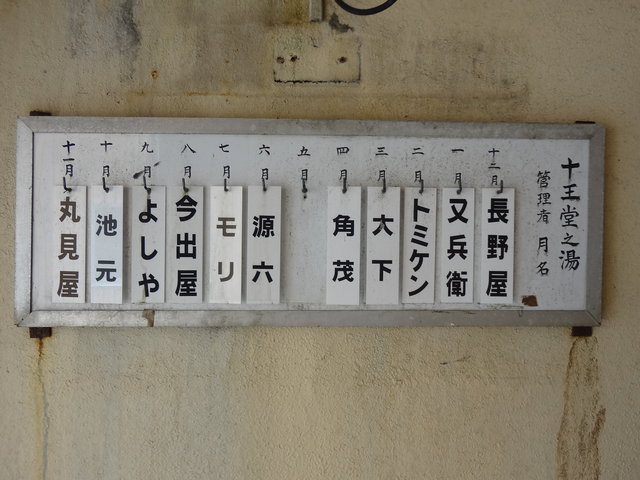 十王堂之湯
管理者 月名
十二月
長野屋
一月
又兵衛
二月
トミケン
三月
大下
四月
角茂
五月
六月
源六
七月
モリ
八月
今出屋
九月
よしや
十月
池元
十一月
丸見屋